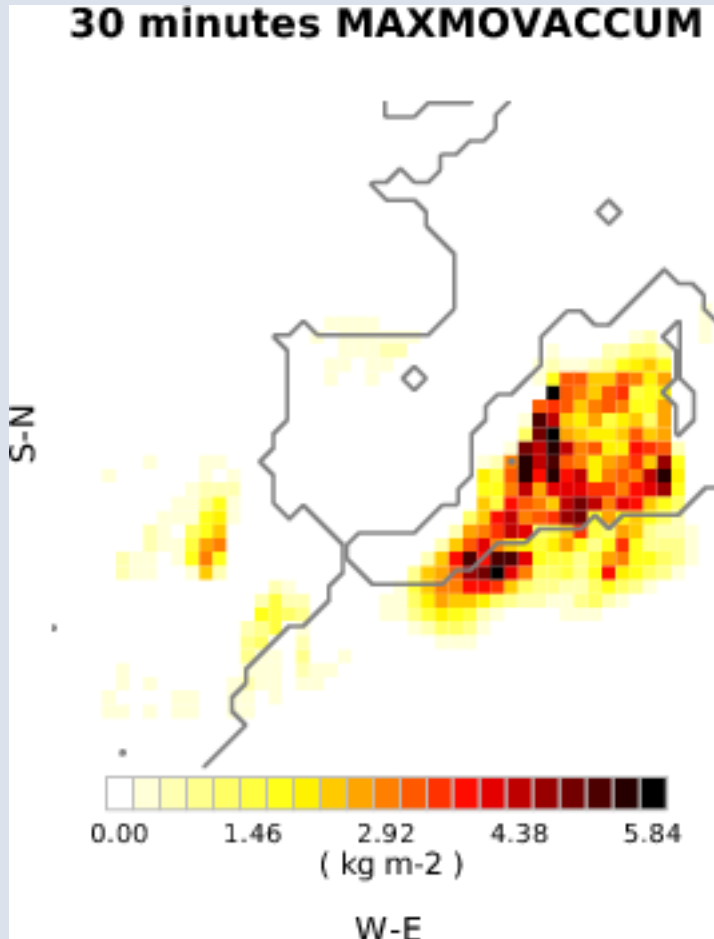 30 minutes MAXMOVACCUM
S-N
0.00 1.46 2.92 4.38 5.84
( kg m-2 )
W-E